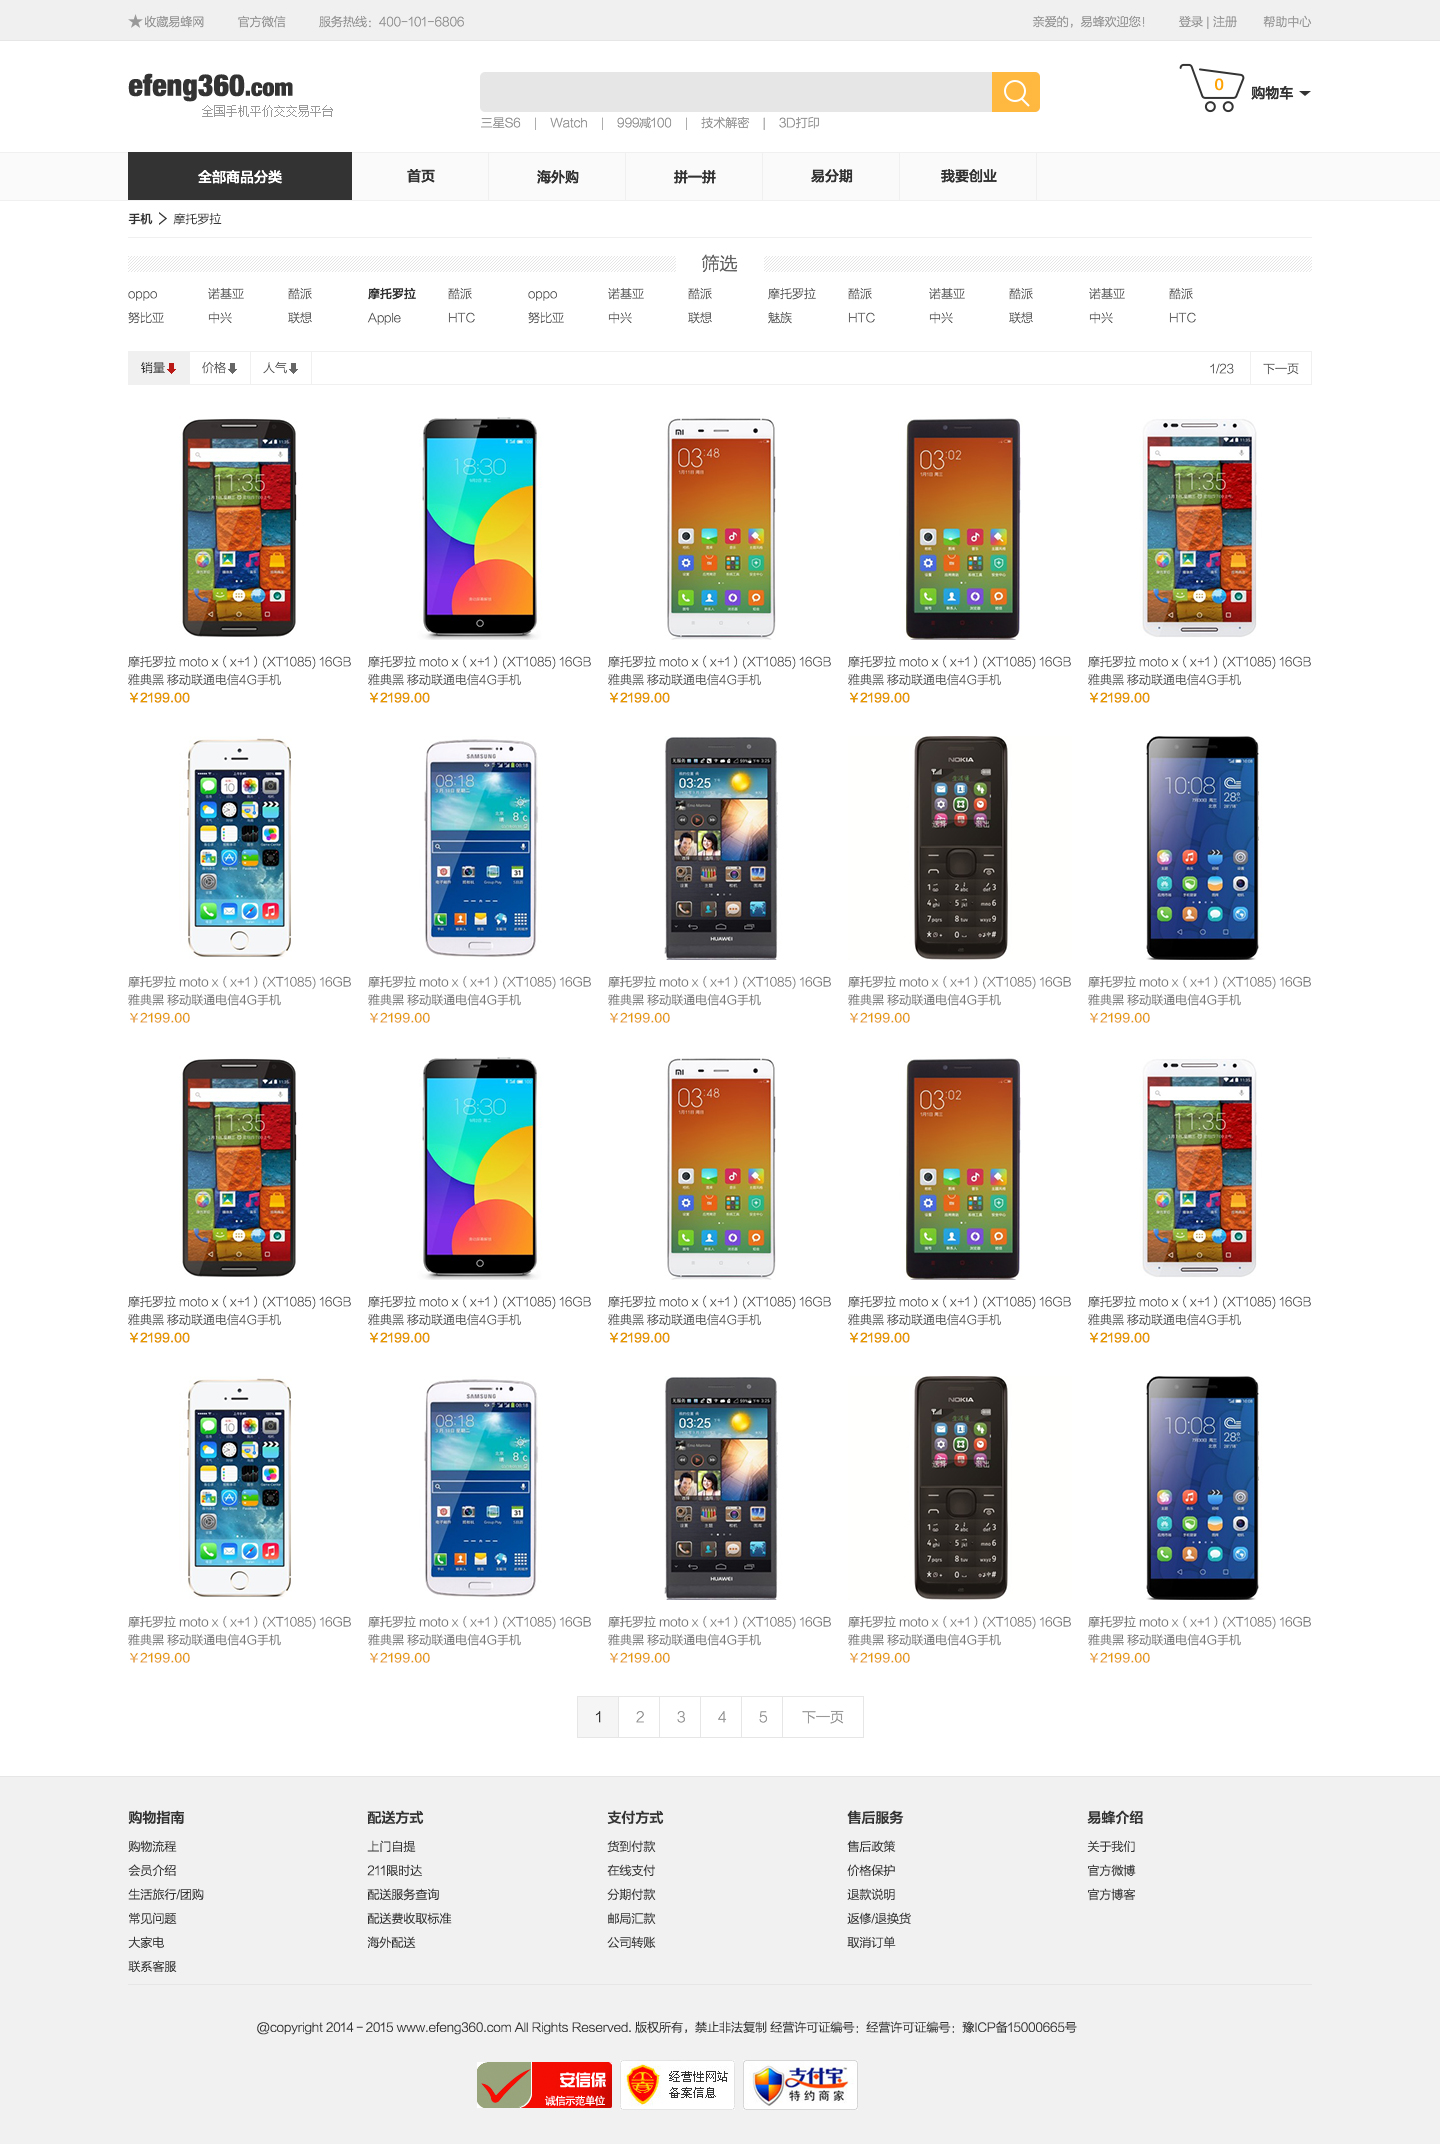 ★收藏易蜂网 官方微信 服务热线：400-101-6806 亲爱的，易蜂欢迎您！ 登录 | 注册 帮助中心
efeng360.com
全国手机平价交交易平台
0 购物车
三星S6 | Watch | 999减100 | 技术解密 | 3D打印
全部商品分类 首页 海外购 拼一拼 易分期 我要创业
手机 > 摩托罗拉
筛选
oppo 诺基亚 酷派 摩托罗拉 酷派 oppo 诺基亚 酷派 摩托罗拉 酷派 诺基亚 酷派 诺基亚 酷派
努比亚 中兴 联想 Apple HTC 努比亚 中兴 联想 魅族 HTC 中兴 联想 中兴 HTC
销量 价格 人气 1/23 下一页
11:35 18:30 03:48 03:02 11:35
摩托罗拉 moto x（x+1）(XT1085) 16GB 摩托罗拉 moto x（x+1）(XT1085) 16GB 摩托罗拉 moto x（x+1）(XT1085) 16GB 摩托罗拉 moto x（x+1）(XT1085) 16GB 摩托罗拉 moto x（x+1）(XT1085) 16GB
雅典黑 移动联通电信4G手机 雅典黑 移动联通电信4G手机 雅典黑 移动联通电信4G手机 雅典黑 移动联通电信4G手机 雅典黑 移动联通电信4G手机
￥2199.00 ￥2199.00 ￥2199.00 ￥2199.00 ￥2199.00
SAMSUNG NOKIA
08:18 03:25 10:08
HUAWEI
摩托罗拉 moto x（x+1）(XT1085) 16GB 摩托罗拉 moto x（x+1）(XT1085) 16GB 摩托罗拉 moto x（x+1）(XT1085) 16GB 摩托罗拉 moto x（x+1）(XT1085) 16GB 摩托罗拉 moto x（x+1）(XT1085) 16GB
雅典黑 移动联通电信4G手机 雅典黑 移动联通电信4G手机 雅典黑 移动联通电信4G手机 雅典黑 移动联通电信4G手机 雅典黑 移动联通电信4G手机
￥2199.00 ￥2199.00 ￥2199.00 ￥2199.00 ￥2199.00
11:35 18:30 03:48 03:02 11:35
摩托罗拉 moto x（x+1）(XT1085) 16GB 摩托罗拉 moto x（x+1）(XT1085) 16GB 摩托罗拉 moto x（x+1）(XT1085) 16GB 摩托罗拉 moto x（x+1）(XT1085) 16GB 摩托罗拉 moto x（x+1）(XT1085) 16GB
雅典黑 移动联通电信4G手机 雅典黑 移动联通电信4G手机 雅典黑 移动联通电信4G手机 雅典黑 移动联通电信4G手机 雅典黑 移动联通电信4G手机
￥2199.00 ￥2199.00 ￥2199.00 ￥2199.00 ￥2199.00
SAMSUNG NOKIA
08:18 03:25 10:08
HUAWEI
摩托罗拉 moto x（x+1）(XT1085) 16GB 摩托罗拉 moto x（x+1）(XT1085) 16GB 摩托罗拉 moto x（x+1）(XT1085) 16GB 摩托罗拉 moto x（x+1）(XT1085) 16GB 摩托罗拉 moto x（x+1）(XT1085) 16GB
雅典黑 移动联通电信4G手机 雅典黑 移动联通电信4G手机 雅典黑 移动联通电信4G手机 雅典黑 移动联通电信4G手机 雅典黑 移动联通电信4G手机
￥2199.00 ￥2199.00 ￥2199.00 ￥2199.00 ￥2199.00
1 2 3 4 5 下一页
购物指南 配送方式 支付方式 售后服务 易蜂介绍
购物流程 上门自提 货到付款 售后政策 关于我们
会员介绍 211限时达 在线支付 价格保护 官方微博
生活旅行/团购 配送服务查询 分期付款 退款说明 官方博客
常见问题 配送费收取标准 邮局汇款 返修/退换货
大家电 海外配送 公司转账 取消订单
联系客服
@copyright 2014－2015 www.efeng360.com All Rights Reserved. 版权所有，禁止非法复制 经营许可证编号；经营许可证编号；豫ICP备15000665号
安信保 经营性网站 支付宝
诚信示范单位 备案信息 特约商家